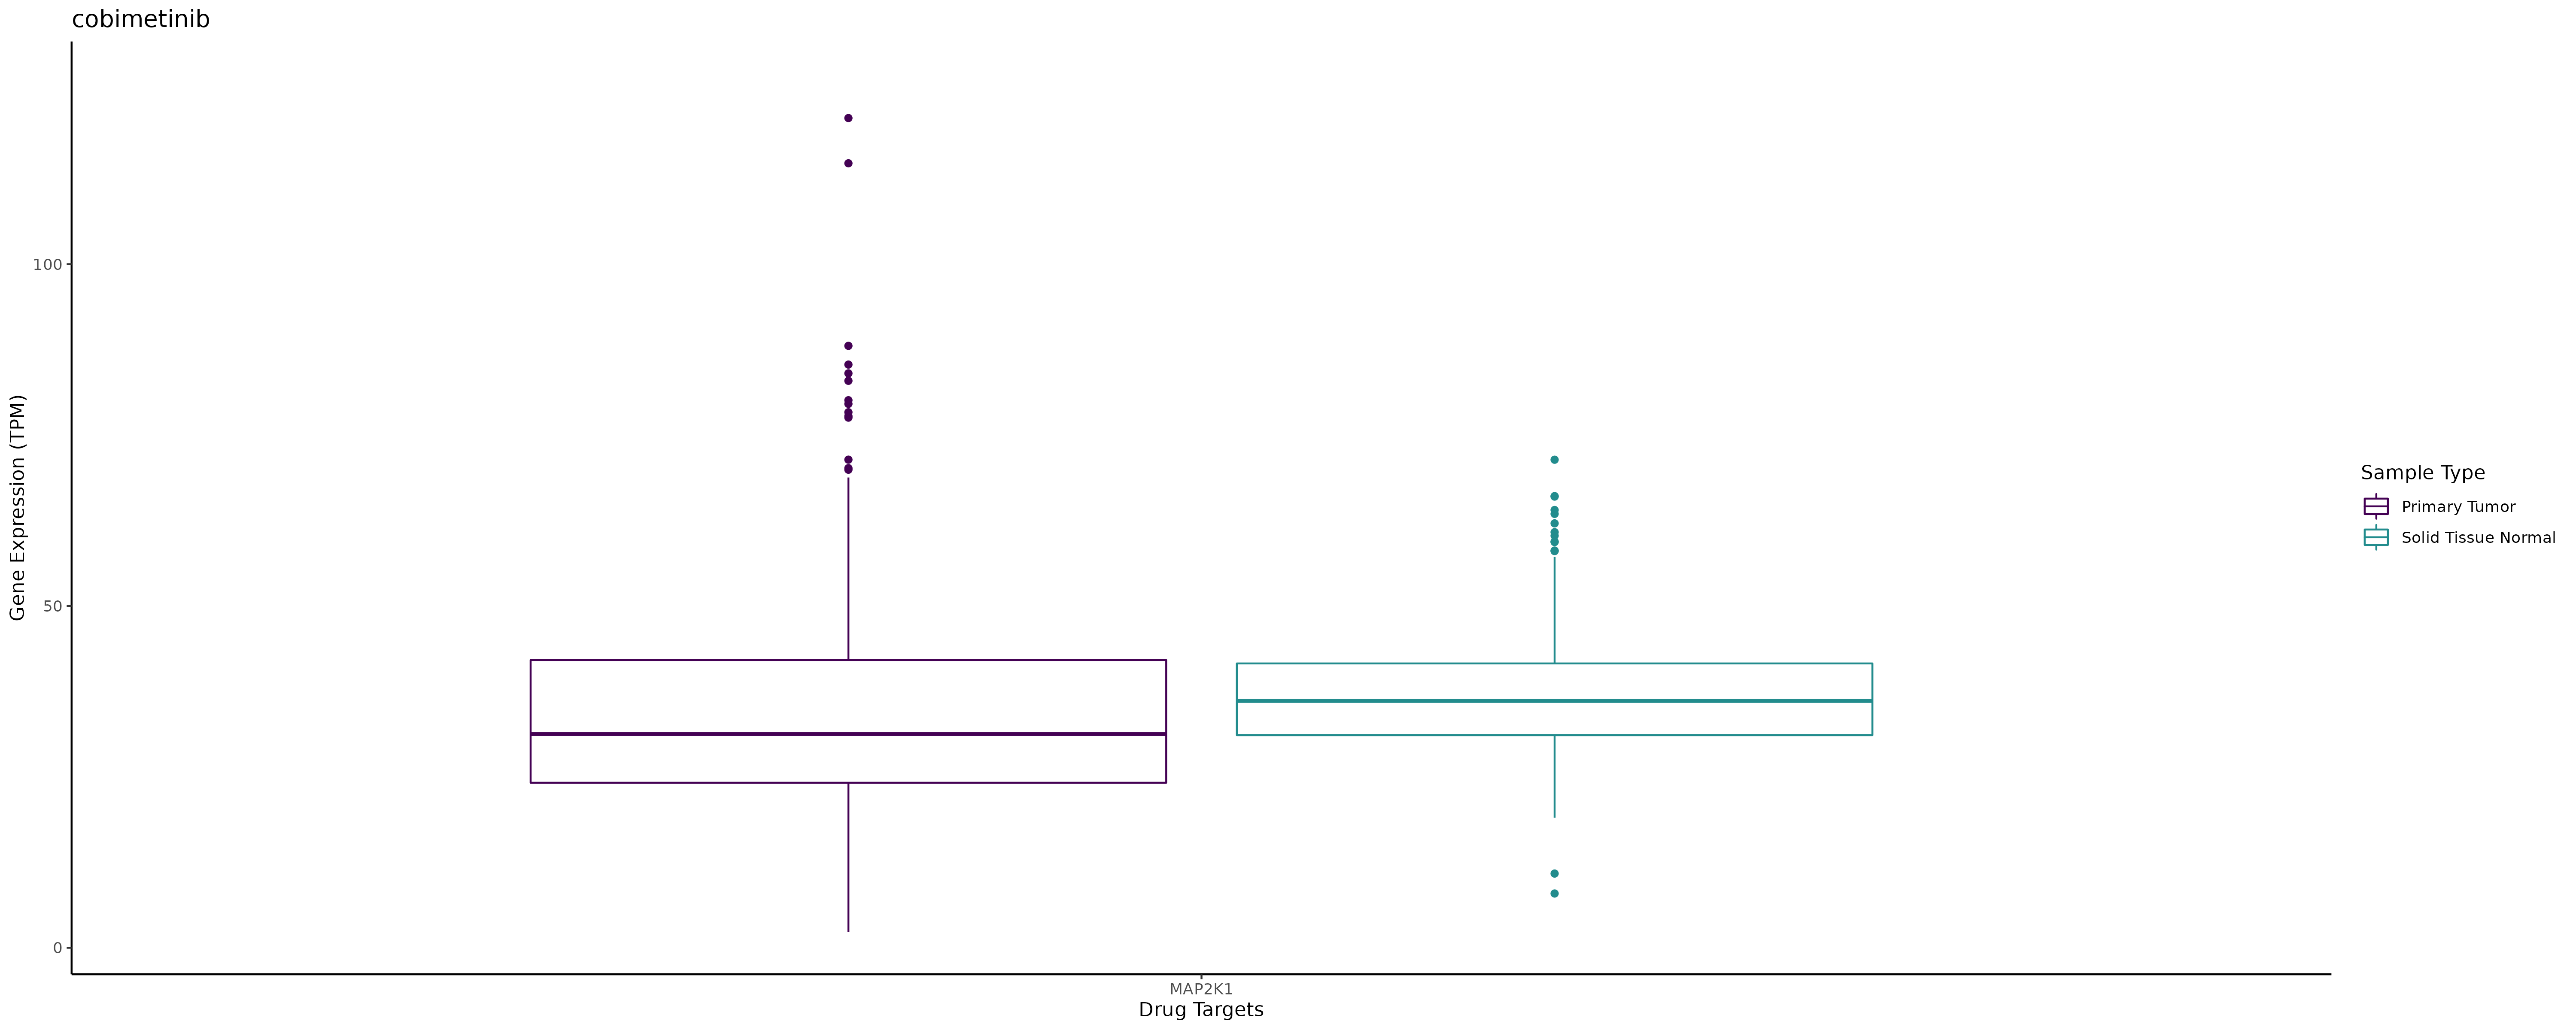 cobimetinib
Gene Expression (TPM)
100
50
0
MAP2K1
Drug Targets
Sample Type
Primary Tumor
Solid Tissue Normal